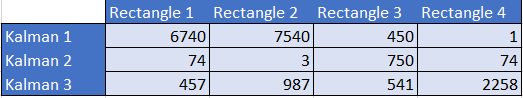 Rectangle 1 Rectangle 2 Rectangle 3 Rectangle 4
Kalman 1 6740 7540 450 1
Kalman 2 74 3 750 74
Kalman 3 457 987 541 2258